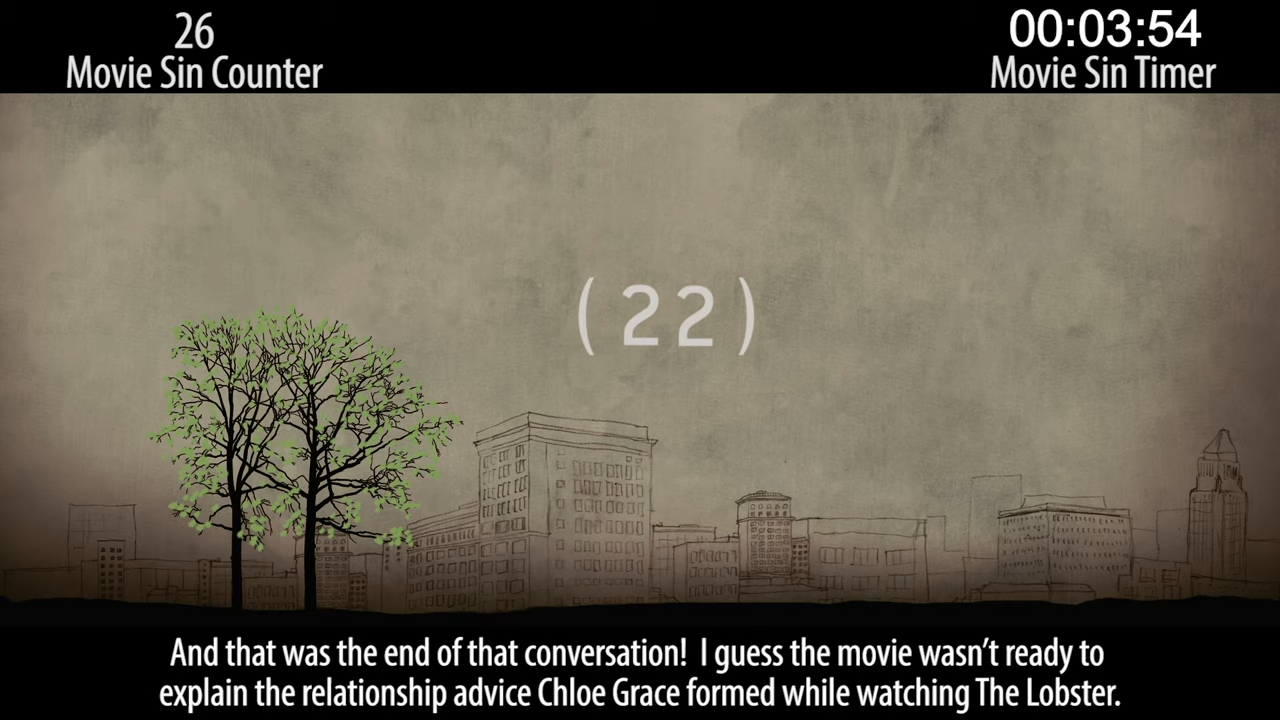 26
Movie Sin Counter
00:03:54
Movie Sin Timer
(22)
And that was the end of that conversation! I guess the movie wasn't ready to
explain the relationship advice Chloe Grace formed while watching The Lobster.